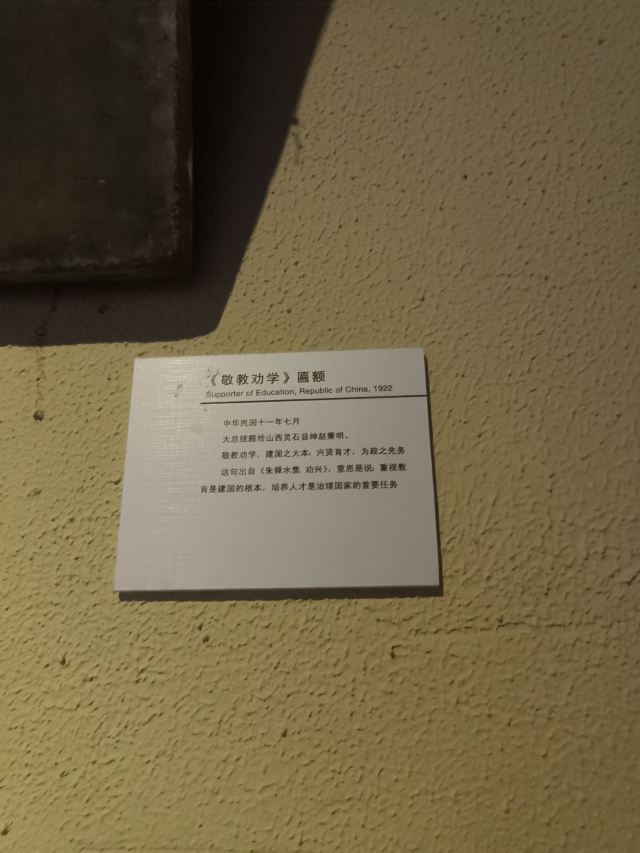 《敬教劝学》匾额
Supporter of Education, Republic of China, 1922
中华民国十一年七月
大总统题给山西灵石县绅赵秉明。
敬教劝学，建国之大本；兴贤育才，为政之先务
这句出自《朱舜水集 劝兴》，意思是说：重视教
育是建国的根本，培养人才是治理国家的首要任务